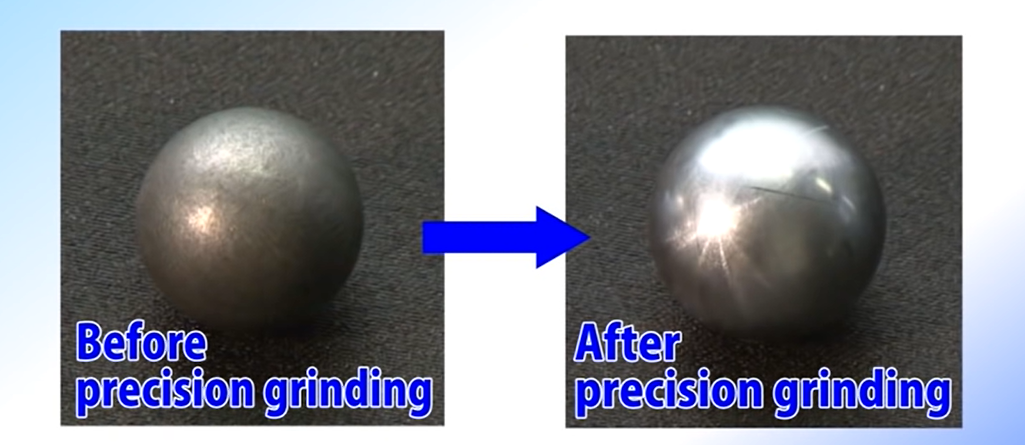 Before
precision grinding
After
precision grinding